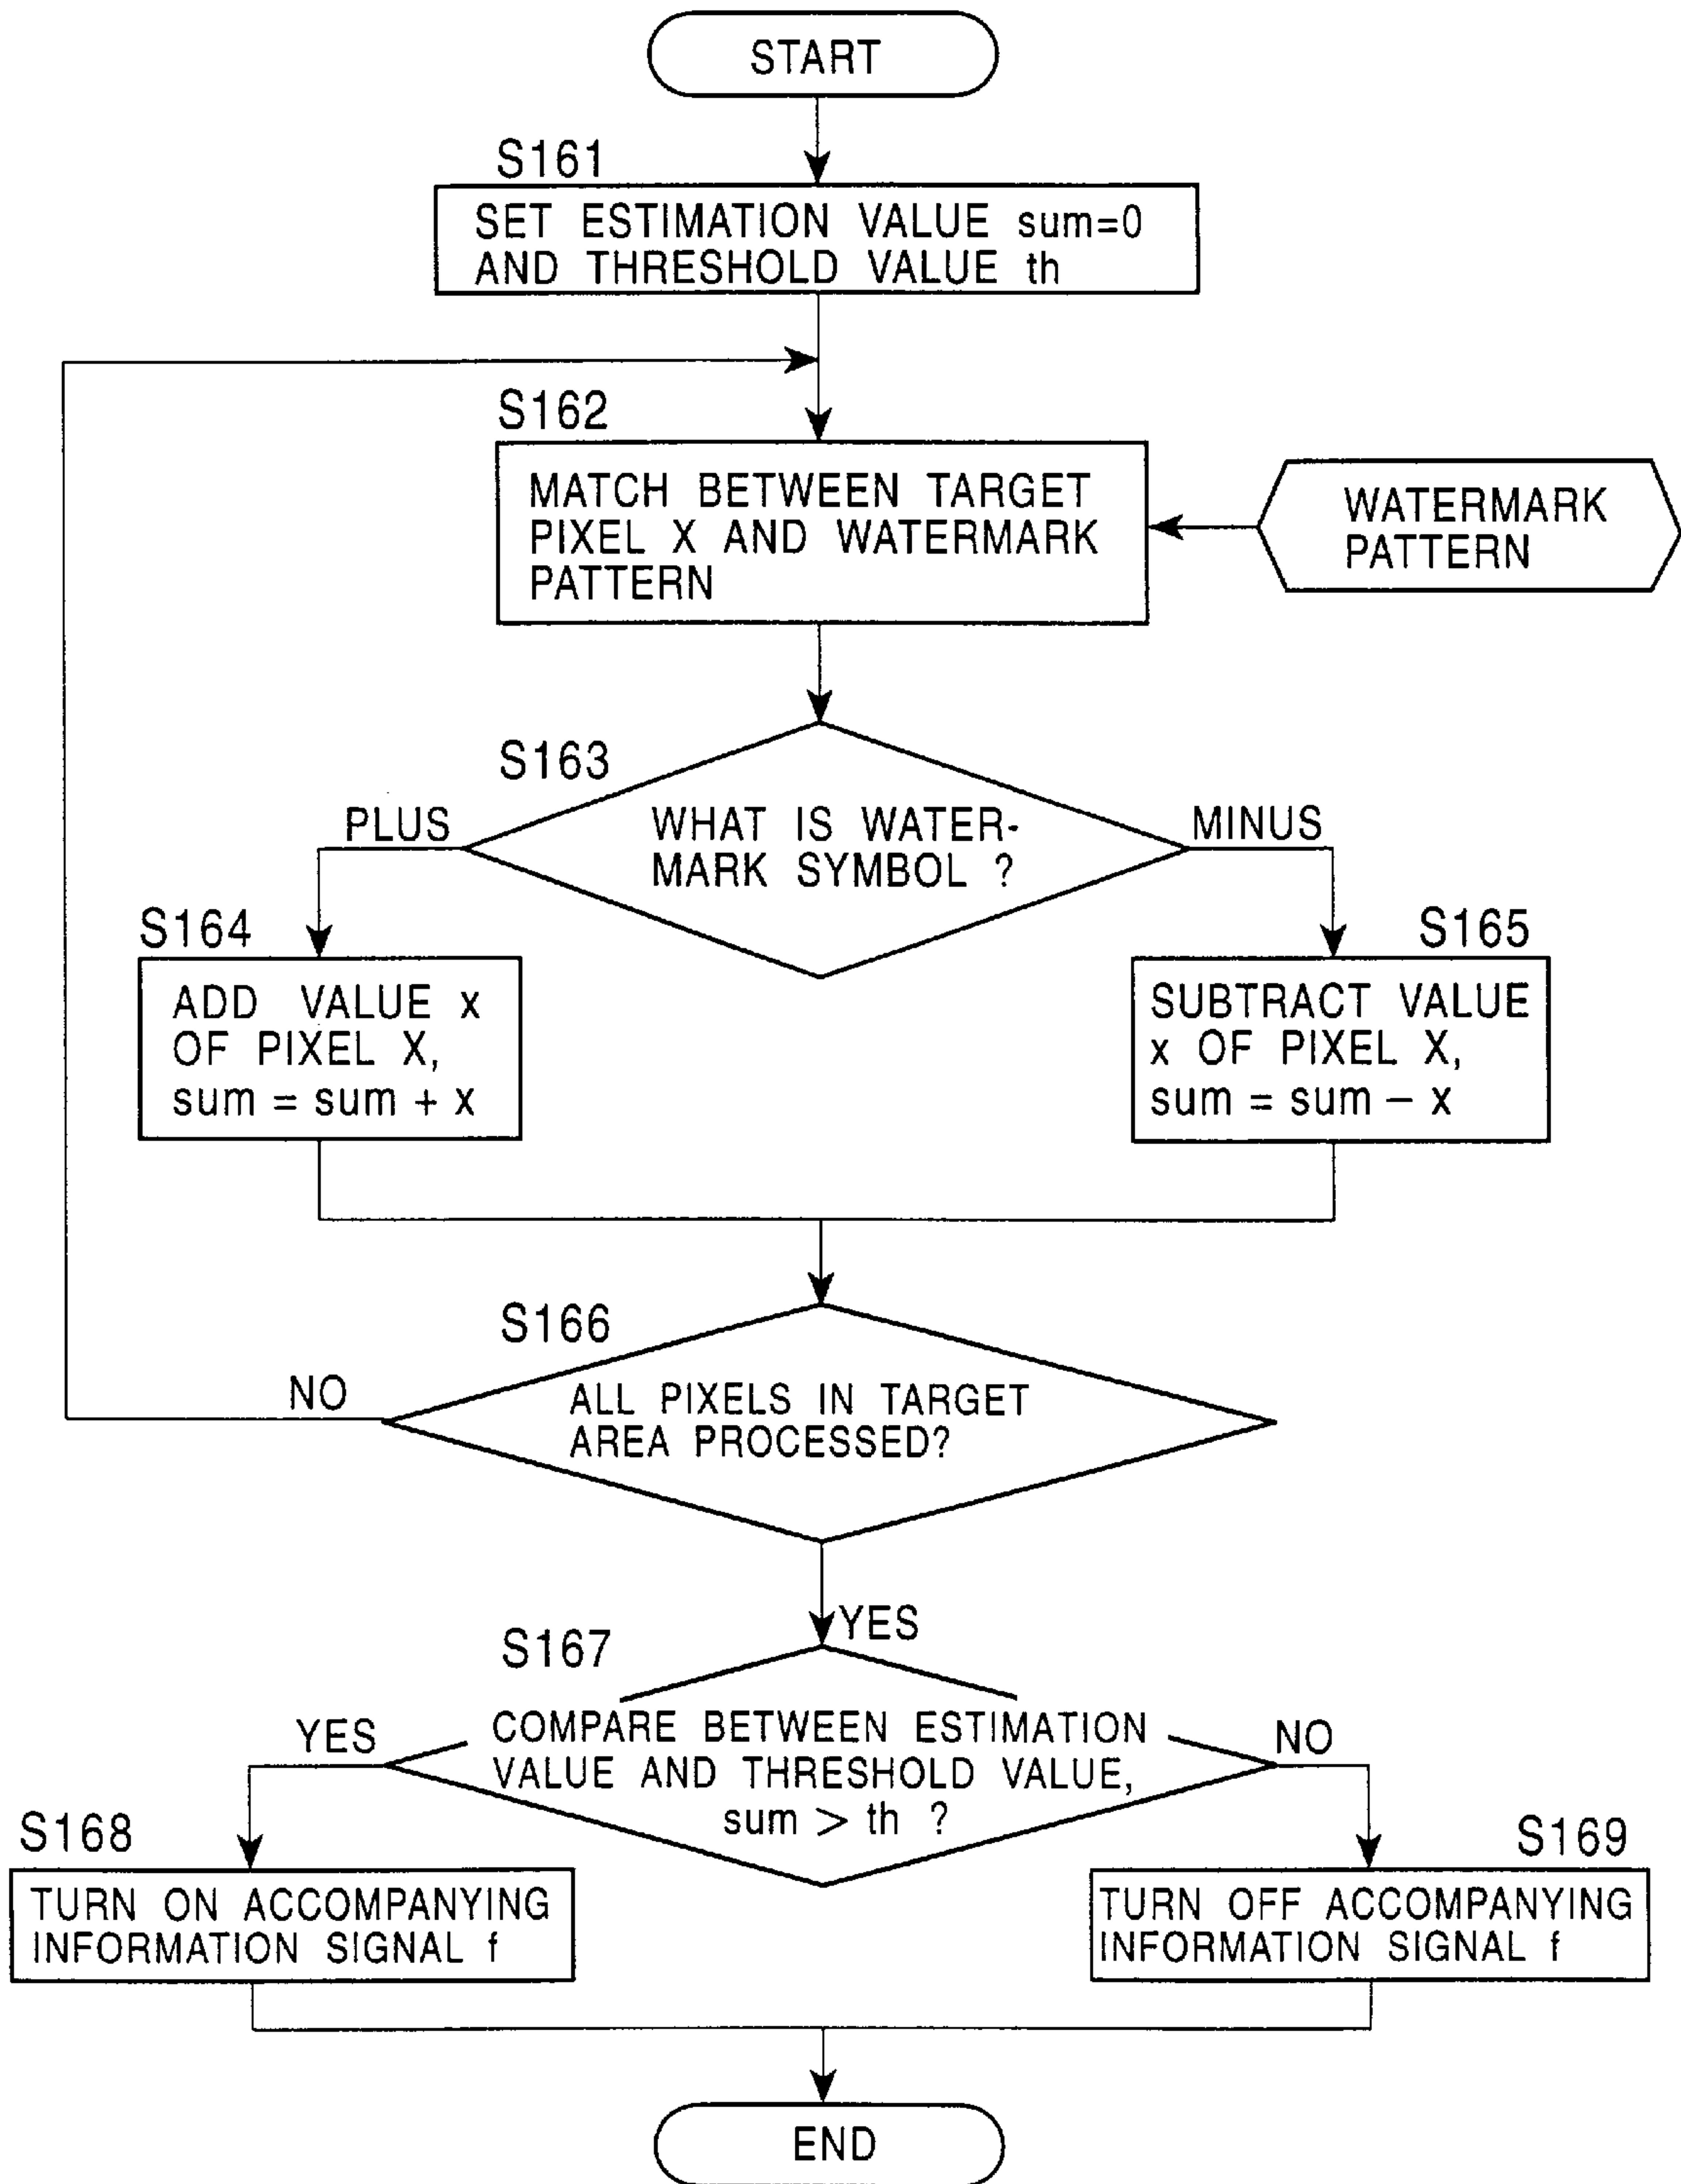 START
S161
SET ESTIMATION VALUE sum=0
AND THRESHOLD VALUE th
S162
MATCH BETWEEN TARGET
PIXEL X AND WATERMARK
PATTERN
WATERMARK
PATTERN
S163
PLUS
WHAT IS WATER-
MARK SYMBOL ?
MINUS
S164
ADD VALUE x
OF PIXEL X,
sum = sum + x
S165
SUBTRACT VALUE
x OF PIXEL X,
sum = sum − x
S166
NO
ALL PIXELS IN TARGET
AREA PROCESSED?
YES
S167
YES
COMPARE BETWEEN ESTIMATION
VALUE AND THRESHOLD VALUE,
sum > th ?
NO
S168
TURN ON ACCOMPANYING
INFORMATION SIGNAL f
S169
TURN OFF ACCOMPANYING
INFORMATION SIGNAL f
END